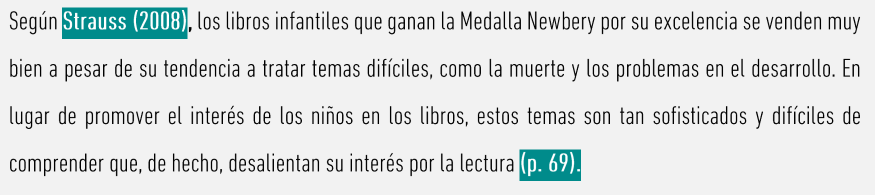 Según Strauss (2008), los libros infantiles que ganan la Medalla Newbery por su excelencia se venden muy
bien a pesar de su tendencia a tratar temas difíciles, como la muerte y los problemas en el desarrollo. En
lugar de promover el interés de los niños en los libros, estos temas son tan sofisticados y difíciles de
comprender que, de hecho, desalientan su interés por la lectura (p. 69).